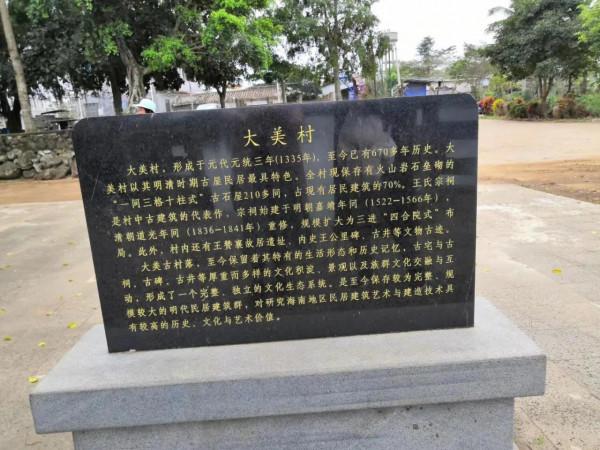 大美村
大美村，形成于元代元统三年(1335年)，至今已有670多年历史。大
美村以其明清时期古屋民居最具特色，全村现保存有火山岩石垒砌的
“一间三格十柱式”古石屋210多间，占现有居民建筑的70%。王氏宗祠
是村中古建筑的代表作，宗祠始建于明朝嘉靖年间（1522－1566年），
清朝道光年间（1836－1841年）重修，规模扩大为三进“四合院式”布
局。此外，村内还有王赞襄故居遗址、内史王公里碑、古井等文物古迹。
大美古村落，至今保留着其特有的生活形态和历史记忆，古宅与古
祠、古碑、古井等厚重而多样的文化积淀、景观以及族群文化交融与互
动，形成了一个完整、独立的文化生态系统。是至今保存较为完整、规
模较大的明代民居建筑群，对研究海南地区民居建筑艺术与建造技术具
有较高的历史、文化与艺术价值。